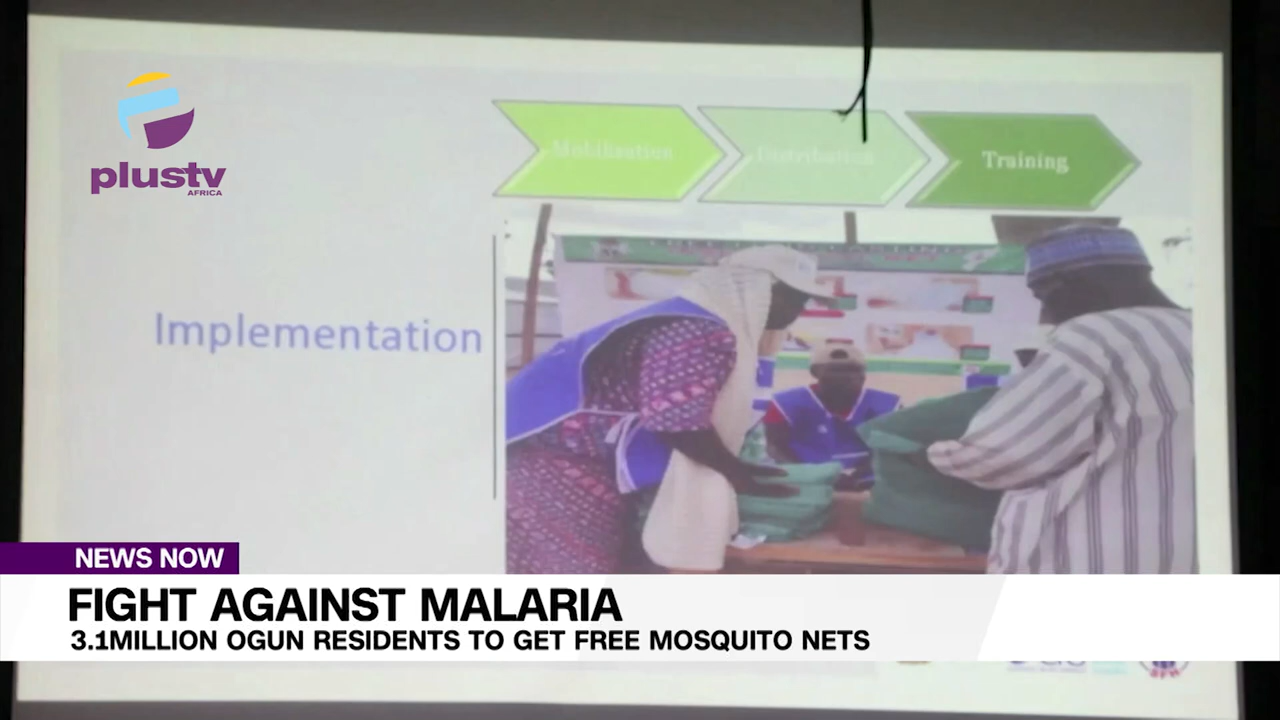 plustv
AFRICA
Mobilization
Distribution
Training
Implementation
NEWS NOW
FIGHT AGAINST MALARIA
3.1MILLION OGUN RESIDENTS TO GET FREE MOSQUITO NETS